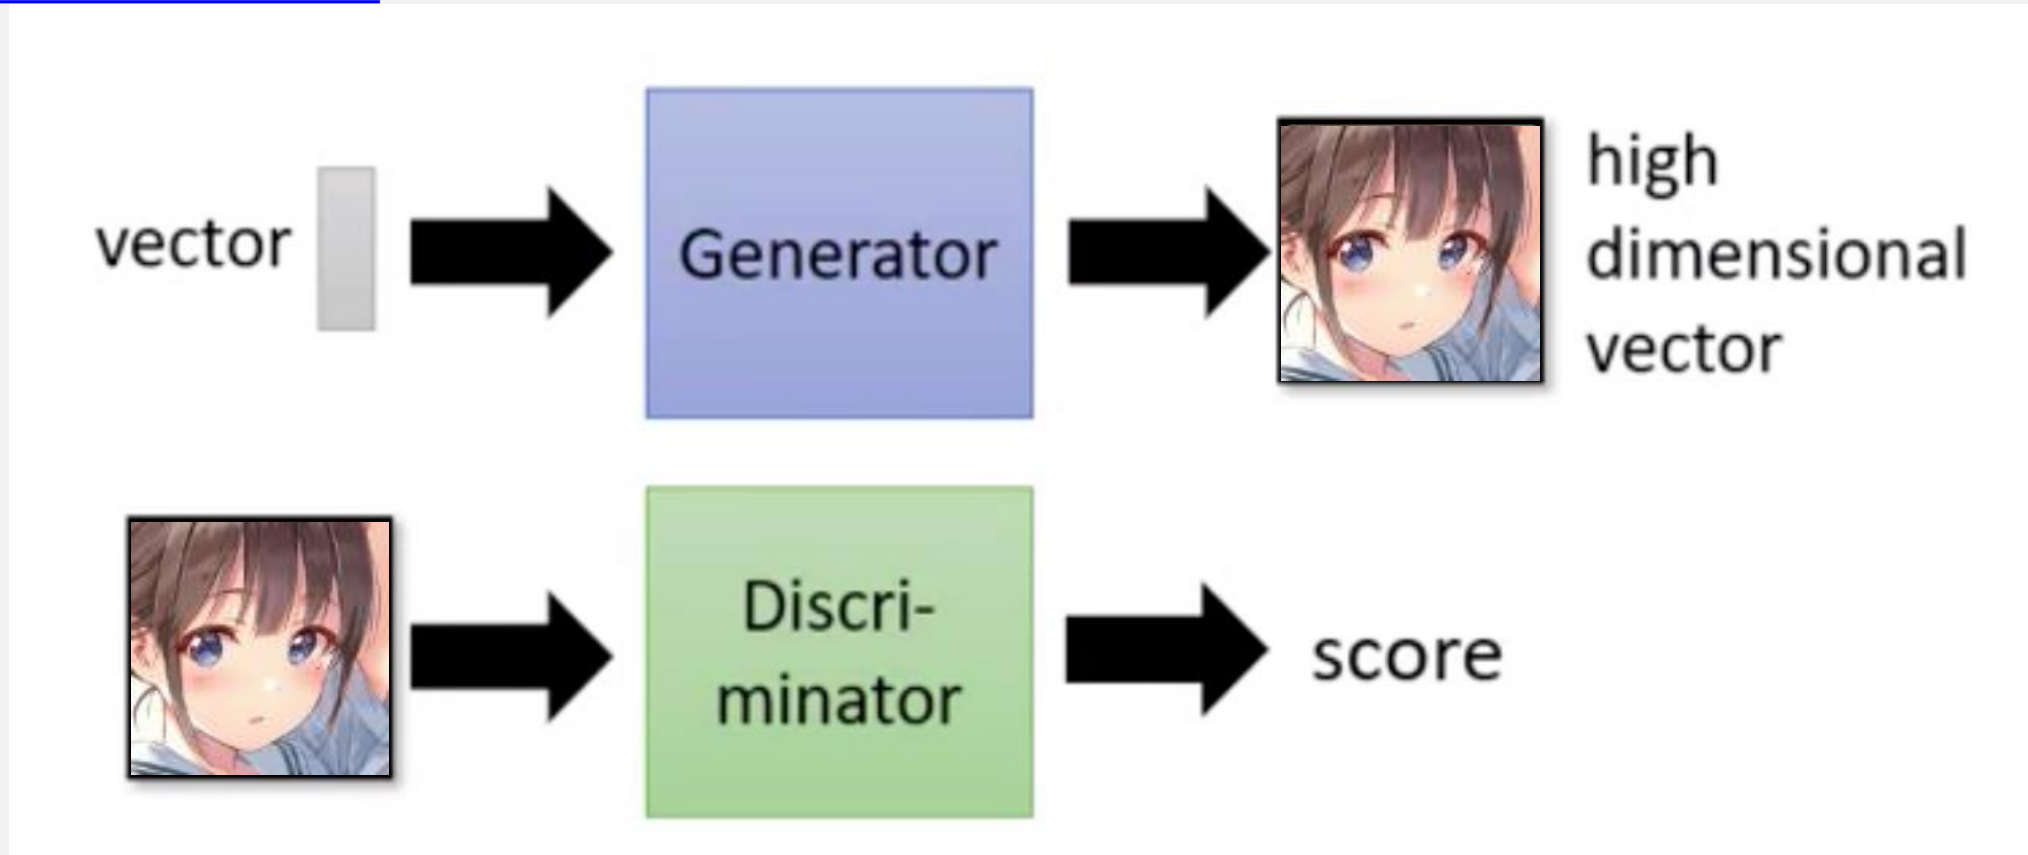 vector
Generator
high
dimensional
vector
Discri-
minator
score